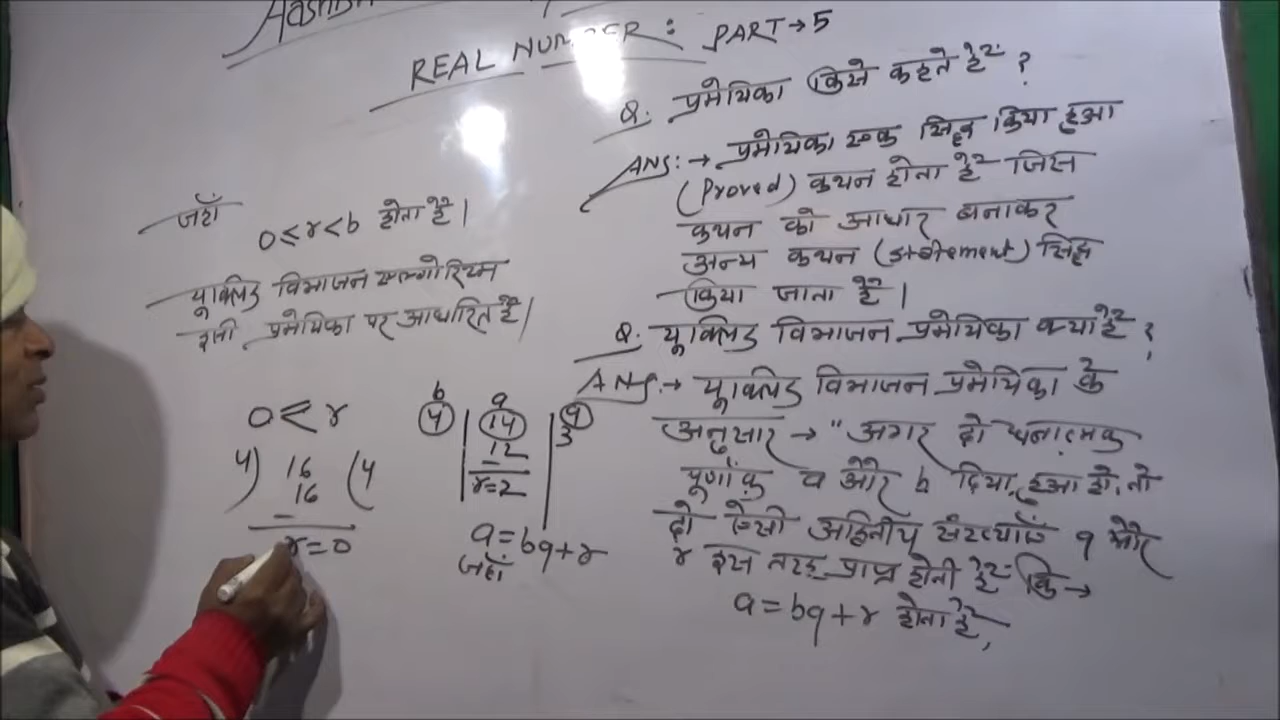 REAL NUMBER: PART→5
Q. प्रमेयिका किसे कहते है ?
ANS:→ प्रमेयिका एक सिद्ध किया हुआ
(Proved) कथन होता है जिस
कथन को आधार बनाकर
अन्य कथन (statement) सिद्ध
किया जाता है।
Q. यूक्लिड विभाजन प्रमेयिका क्या है ?
ANS.→ यूक्लिड विभाजन प्रमेयिका के
अनुसार → "अगर दो धनात्मक
पूर्णांक a और b दिया हुआ हो, तो
दो ऐसी अद्वितीय संख्याएँ q और
r इस तरह प्राप्त होती है कि →
a=bq+r होता है,
जहाँ
0≤r<b होता है।
यूक्लिड विभाजन एल्गोरिथ्म
इसी प्रमेयिका पर आधारित है।
0≤r
4) 16 (4
- 16
r=0
b a q
4 | 14 | 3
- 12
r=2
a=bq+r
जहाँ